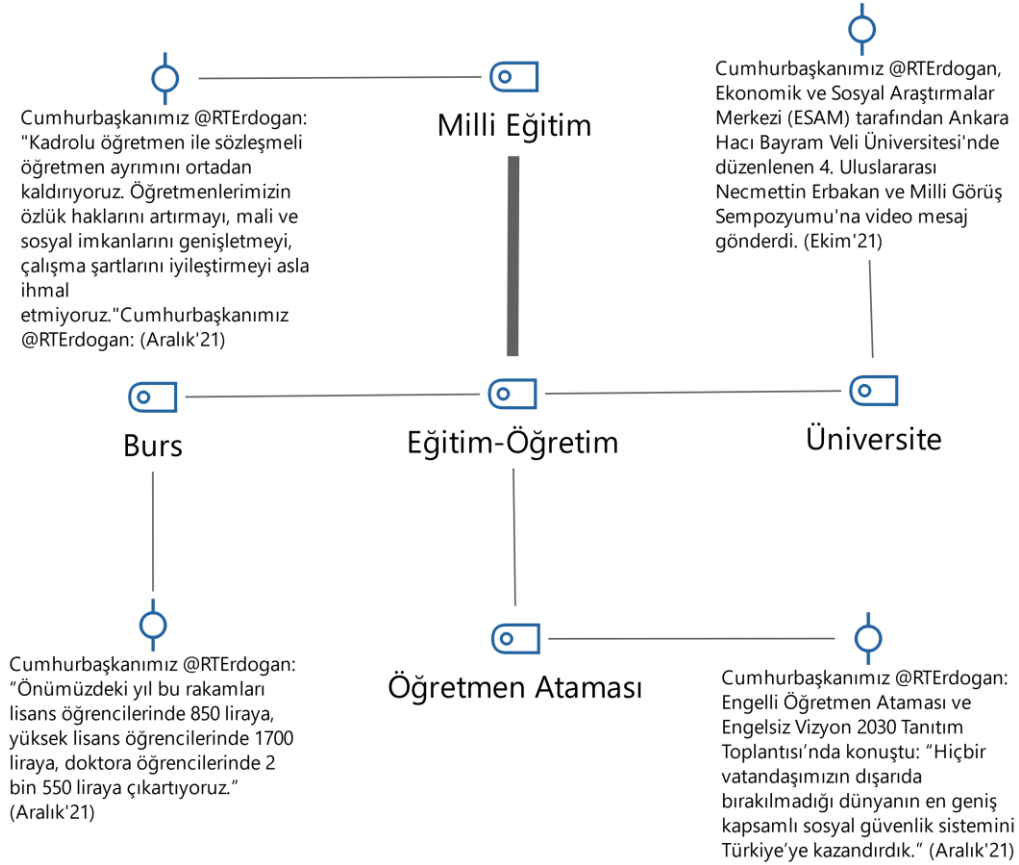 Cumhurbaşkanımız @RTErdogan:
"Kadrolu öğretmen ile sözleşmeli
öğretmen ayrımını ortadan
kaldırıyoruz. Öğretmenlerimizin
özlük haklarını artırmayı, mali ve
sosyal imkanlarını genişletmeyi,
çalışma şartlarını iyileştirmeyi asla
ihmal
etmiyoruz."Cumhurbaşkanımız
@RTErdogan: (Aralık'21)
Milli Eğitim
Cumhurbaşkanımız @RTErdogan,
Ekonomik ve Sosyal Araştırmalar
Merkezi (ESAM) tarafından Ankara
Hacı Bayram Veli Üniversitesi'nde
düzenlenen 4. Uluslararası
Necmettin Erbakan ve Milli Görüş
Sempozyumu'na video mesaj
gönderdi. (Ekim'21)
Burs
Eğitim-Öğretim
Üniversite
Cumhurbaşkanımız @RTErdogan:
“Önümüzdeki yıl bu rakamları
lisans öğrencilerinde 850 liraya,
yüksek lisans öğrencilerinde 1700
liraya, doktora öğrencilerinde 2
bin 550 liraya çıkartıyoruz.“
(Aralık'21)
Öğretmen Ataması
Cumhurbaşkanımız @RTErdogan:
Engelli Öğretmen Ataması ve
Engelsiz Vizyon 2030 Tanıtım
Toplantısı’nda konuştu: “Hiçbir
vatandaşımızın dışarıda
bırakılmadığı dünyanın en geniş
kapsamlı sosyal güvenlik sistemini
Türkiye’ye kazandırdık.” (Aralık'21)